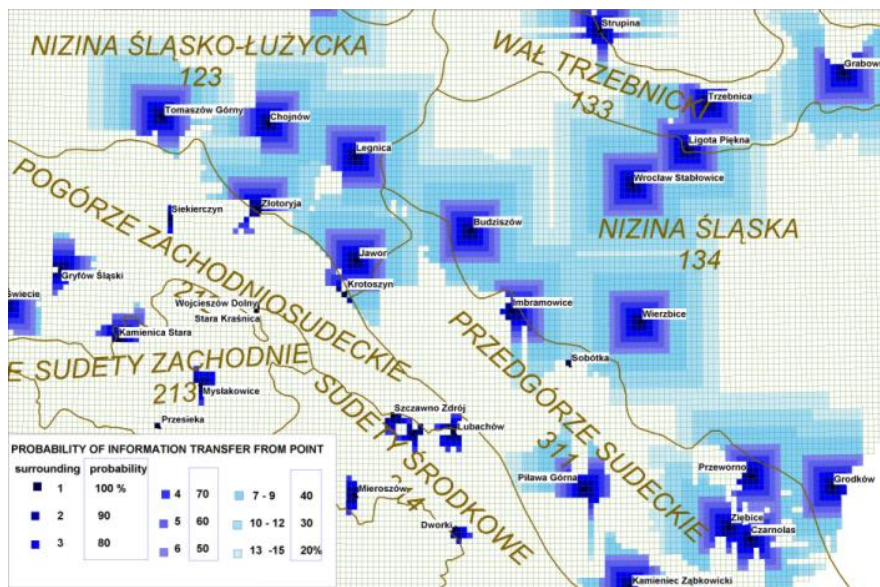 Strupina
NIZINA ŚLĄSKO-ŁUŻYCKA
123
WAŁ TRZEBNICKI
133
Grabow
Trzebnica
Tomaszów Górny
Chojnów
Legnica
Ligota Piękna
Wrocław Stabłowice
POGÓRZE ZACHODNIOSUDECKIE
Siekierczyn
Złotoryja
Budziszów
NIZINA ŚLĄSKA
134
Jawor
Gryfów Śląski
Krotoszyn
Świecie
Wojcieszów Dolny
Stara Kraśnica
Imbramowice
Wierzbice
Kamienica Stara
E SUDETY ZACHODNIE
213
PRZEDGÓRZE SUDECKIE
311
Sobótka
Mysłakowice
SUDETY ŚRODKOWE
Przesieka
Szczawno Zdrój
Lubachów
Piława Górna
Przeworno
Grodków
Mieroszów
Ziębice
Czarnolas
Dworki
Kamieniec Ząbkowicki
PROBABILITY OF INFORMATION TRANSFER FROM POINT
surrounding probability
1 100 % 4 70 7 - 9 40
2 90 5 60 10 - 12 30
3 80 6 50 13 -15 20%